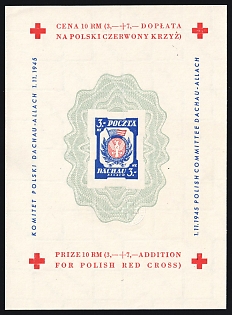 CENA 10 RM (3,—+7,— DOPŁATA
NA POLSKI CZERWONY KRZYŻ)
KOMITET POLSKI DACHAU-ALLACH 1.11.1945
3.- POCZTA
DACHAU
3.-
1.11.1945 POLISH COMMITTEE DACHAU-ALLACH
PRIZE 10 RM (3,—+7,—ADDITION
FOR POLISH RED CROSS)